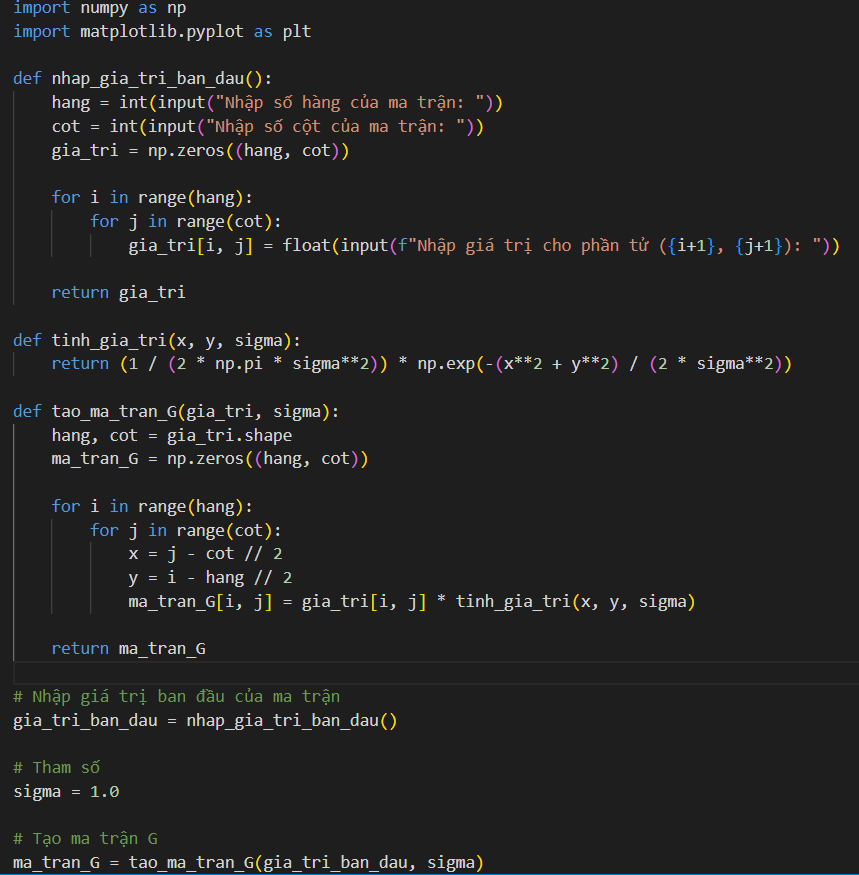 import numpy as np
import matplotlib.pyplot as plt

def nhap_gia_tri_ban_dau():
    hang = int(input("Nhập số hàng của ma trận: "))
    cot = int(input("Nhập số cột của ma trận: "))
    gia_tri = np.zeros((hang, cot))

    for i in range(hang):
        for j in range(cot):
            gia_tri[i, j] = float(input(f"Nhập giá trị cho phần tử ({i+1}, {j+1}): "))

    return gia_tri

def tinh_gia_tri(x, y, sigma):
    return (1 / (2 * np.pi * sigma**2)) * np.exp(-(x**2 + y**2) / (2 * sigma**2))

def tao_ma_tran_G(gia_tri, sigma):
    hang, cot = gia_tri.shape
    ma_tran_G = np.zeros((hang, cot))

    for i in range(hang):
        for j in range(cot):
            x = j - cot // 2
            y = i - hang // 2
            ma_tran_G[i, j] = gia_tri[i, j] * tinh_gia_tri(x, y, sigma)

    return ma_tran_G

# Nhập giá trị ban đầu của ma trận
gia_tri_ban_dau = nhap_gia_tri_ban_dau()

# Tham số
sigma = 1.0

# Tạo ma trận G
ma_tran_G = tao_ma_tran_G(gia_tri_ban_dau, sigma)